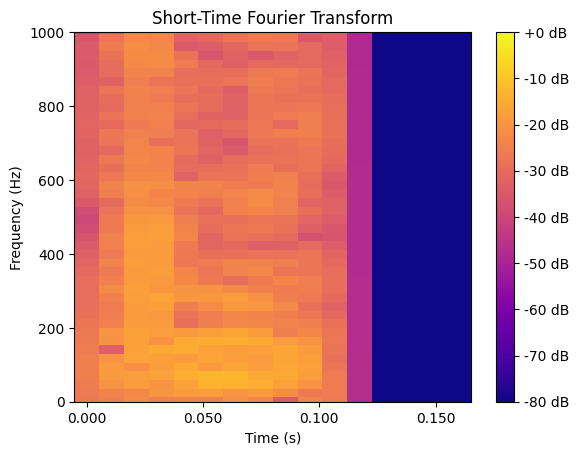 Short-Time Fourier Transform
Frequency (Hz)
1000
800
600
400
200
0
0.000
0.050
0.100
0.150
Time (s)
+0 dB
-10 dB
-20 dB
-30 dB
-40 dB
-50 dB
-60 dB
-70 dB
-80 dB